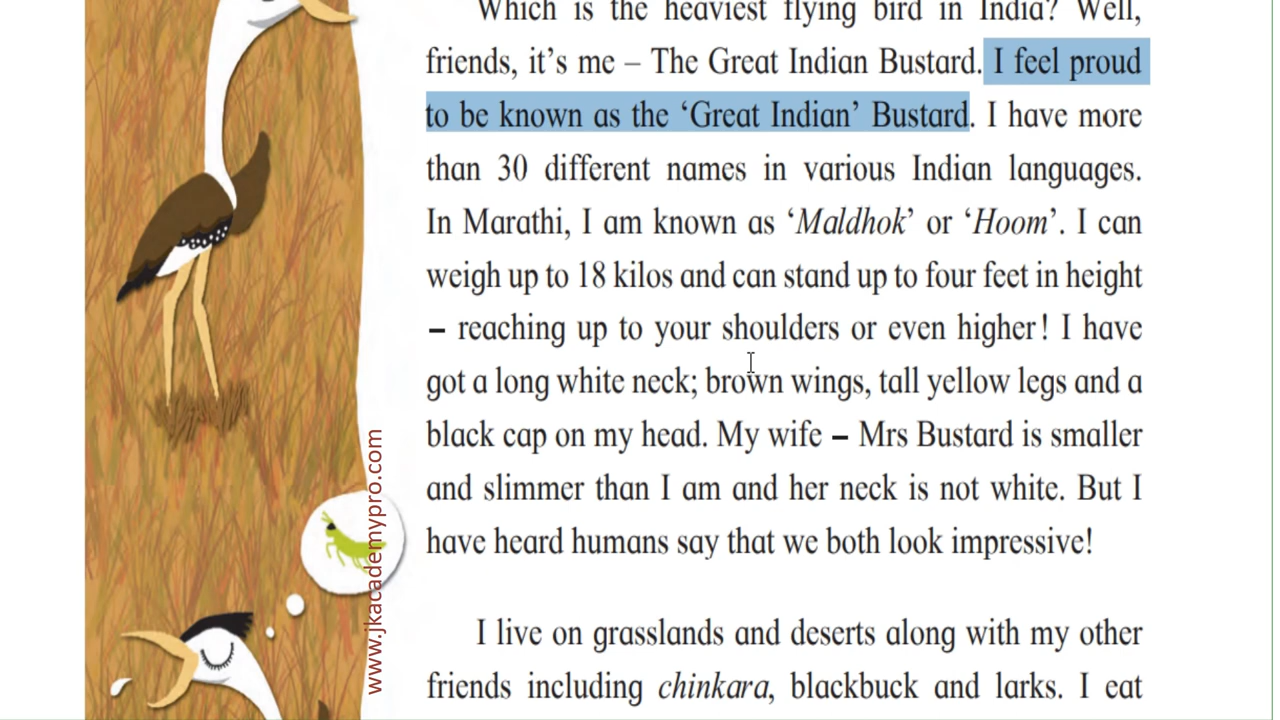 Which is the heaviest flying bird in India? Well,
friends, it’s me – The Great Indian Bustard. I feel proud
to be known as the ‘Great Indian’ Bustard. I have more
than 30 different names in various Indian languages.
In Marathi, I am known as ‘Maldhok’ or ‘Hoom’. I can
weigh up to 18 kilos and can stand up to four feet in height
– reaching up to your shoulders or even higher! I have
got a long white neck; brown wings, tall yellow legs and a
black cap on my head. My wife – Mrs Bustard is smaller
and slimmer than I am and her neck is not white. But I
have heard humans say that we both look impressive!
I live on grasslands and deserts along with my other
friends including chinkara, blackbuck and larks. I eat
www.jkacademypro.com